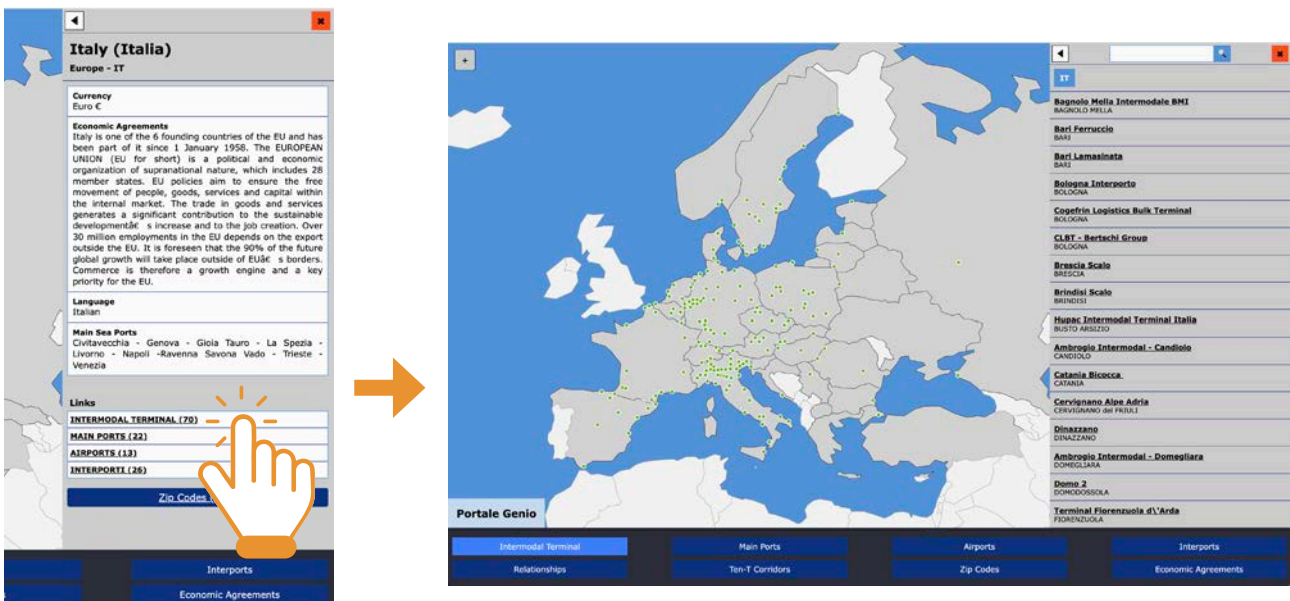 Italy (Italia)
Europe - IT
Currency
Euro €
Economic Agreements
Italy is one of the 6 founding countries of the EU and has
been part of it since 1 January 1958. The EUROPEAN
UNION (EU for short) is a political and economic
organization of supranational nature, which includes 28
member states. EU policies aim to ensure the free
movement of people, goods, services and capital within
the internal market. The trade in goods and services
generates a significant contribution to the sustainable
developmentâ€ s increase and to the job creation. Over
30 million employments in the EU depends on the export
outside the EU. It is foreseen that the 90% of the future
global growth will take place outside of EUâ€ s borders.
Commerce is therefore a growth engine and a key
priority for the EU.
Language
Italian
Main Sea Ports
Civitavecchia - Genova - Gioia Tauro - La Spezia -
Livorno - Napoli -Ravenna Savona Vado - Trieste -
Venezia
Links
INTERMODAL TERMINAL (70)
MAIN PORTS (22)
AIRPORTS (13)
INTERPORTI (26)
Zip Codes
Interports
Economic Agreements
+
IT
Bagnolo Mella Intermodale BMI
BAGNOLO MELLA
Bari Ferruccio
BARI
Bari Lamasinata
BARI
Bologna Interporto
BOLOGNA
Cogefrin Logistics Bulk Terminal
BOLOGNA
CLBT - Bertschi Group
BOLOGNA
Brescia Scalo
BRESCIA
Brindisi Scalo
BRINDISI
Hupac Intermodal Terminal Italia
BUSTO ARSIZIO
Ambrogio Intermodal - Candiolo
CANDIOLO
Catania Bicocca
CATANIA
Cervignano Alpe Adria
CERVIGNANO del FRIULI
Dinazzano
DINAZZANO
Ambrogio Intermodal - Domegliara
DOMEGLIARA
Domo 2
DOMODOSSOLA
Terminal Fiorenzuola d\'Arda
FIORENZUOLA
Portale Genio
Intermodal Terminal
Main Ports
Airports
Interports
Relationships
Ten-T Corridors
Zip Codes
Economic Agreements